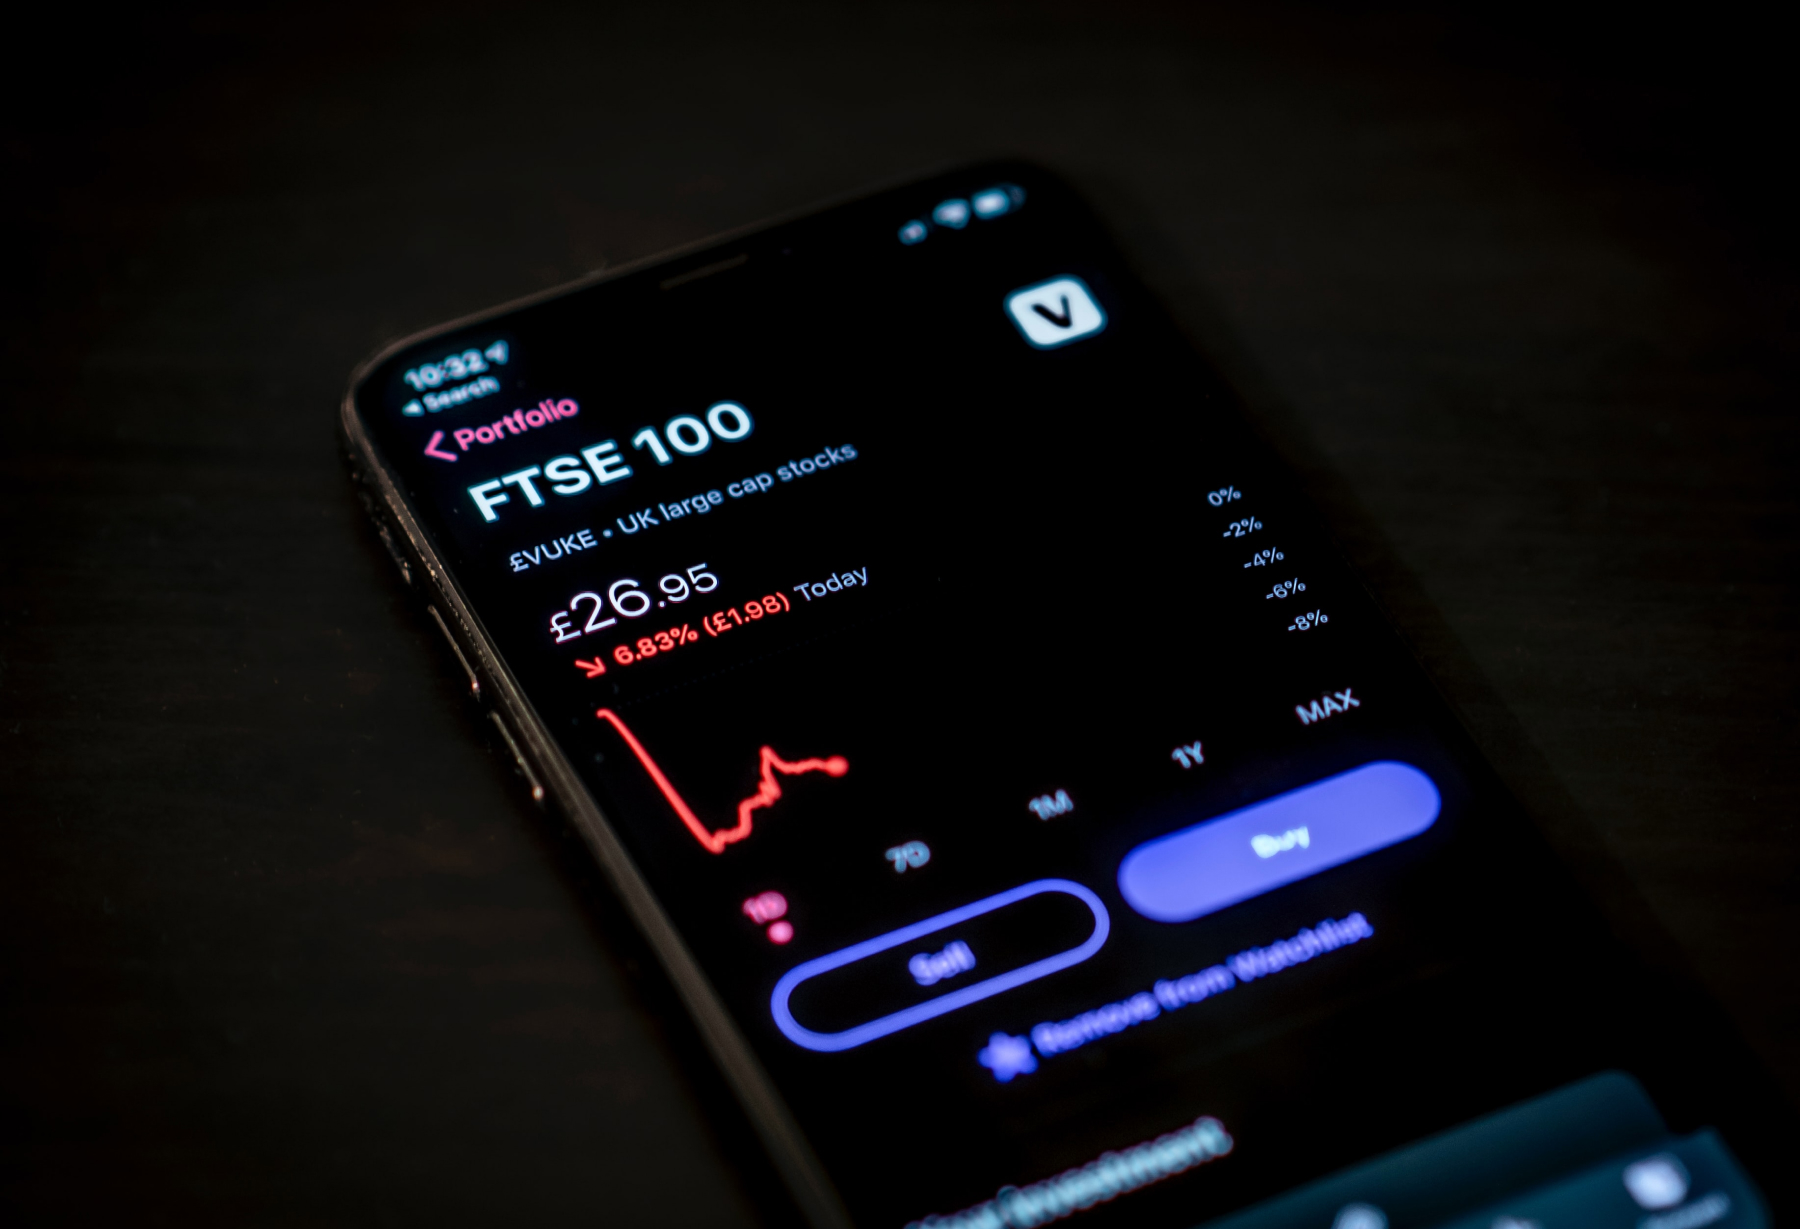 10:32
◀ Search
Portfolio
V
FTSE 100
£VUKE • UK large cap stocks
£26.95
↘ 6.83% (£1.98) Today
0%
-2%
-4%
-6%
-8%
1D 7D 1M 1Y MAX
Sell Buy
Remove from Watchlist
Your Investment